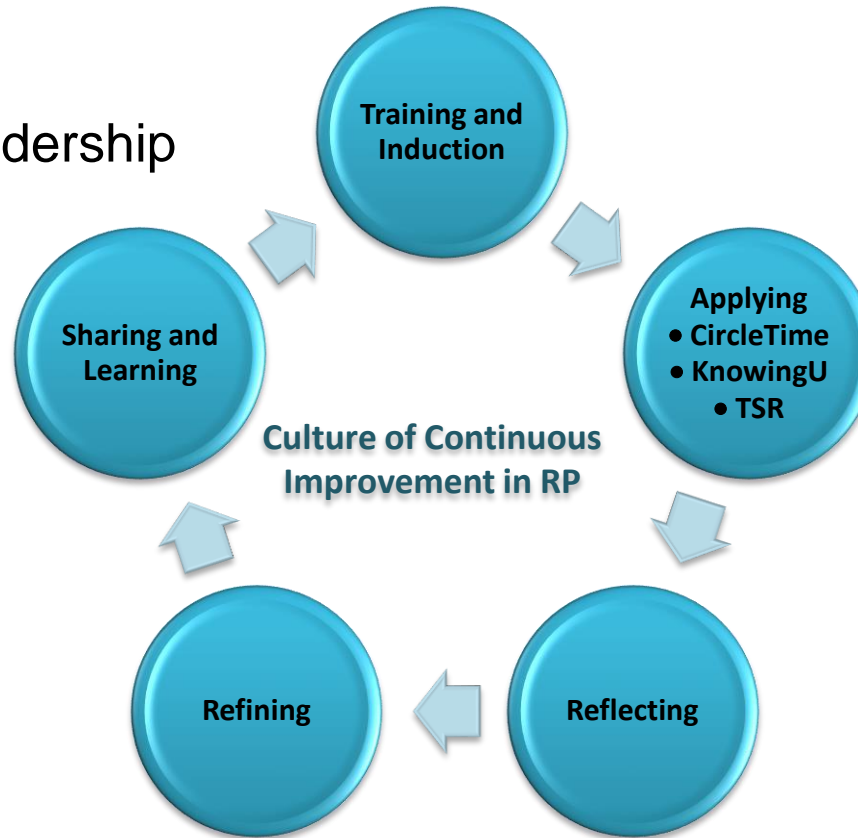 dership
Training and
Induction
Applying
• CircleTime
• KnowingU
• TSR
Reflecting
Refining
Sharing and
Learning
Culture of Continuous
Improvement in RP